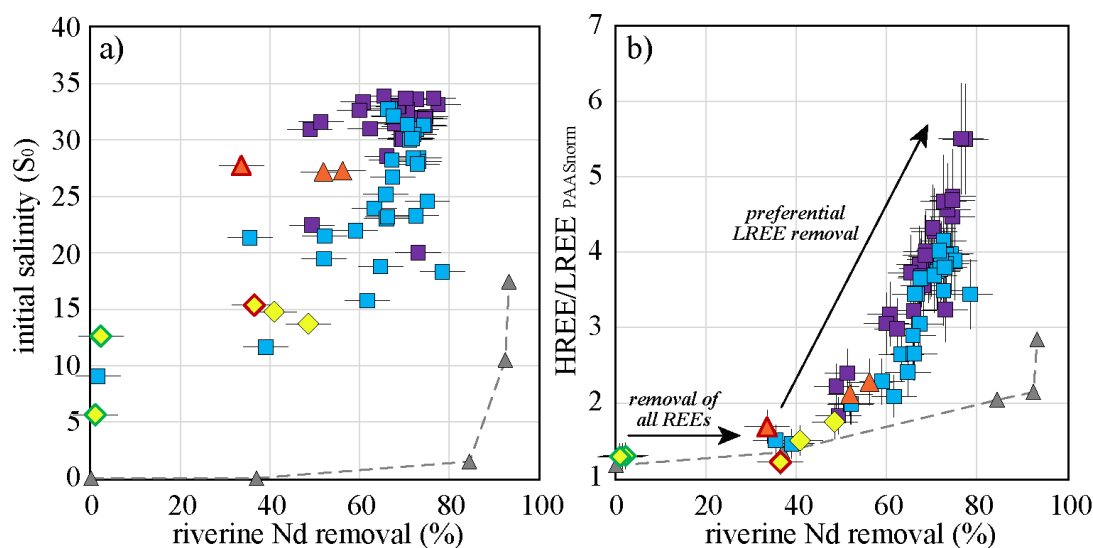 a)
40
35
30
25
20
15
10
5
0
initial salinity (S0)
0 20 40 60 80 100
riverine Nd removal (%)
b)
7
6
5
4
3
2
1
HREE/LREE PAASnorm
preferential
LREE removal
removal of
all REEs
0 20 40 60 80 100
riverine Nd removal (%)